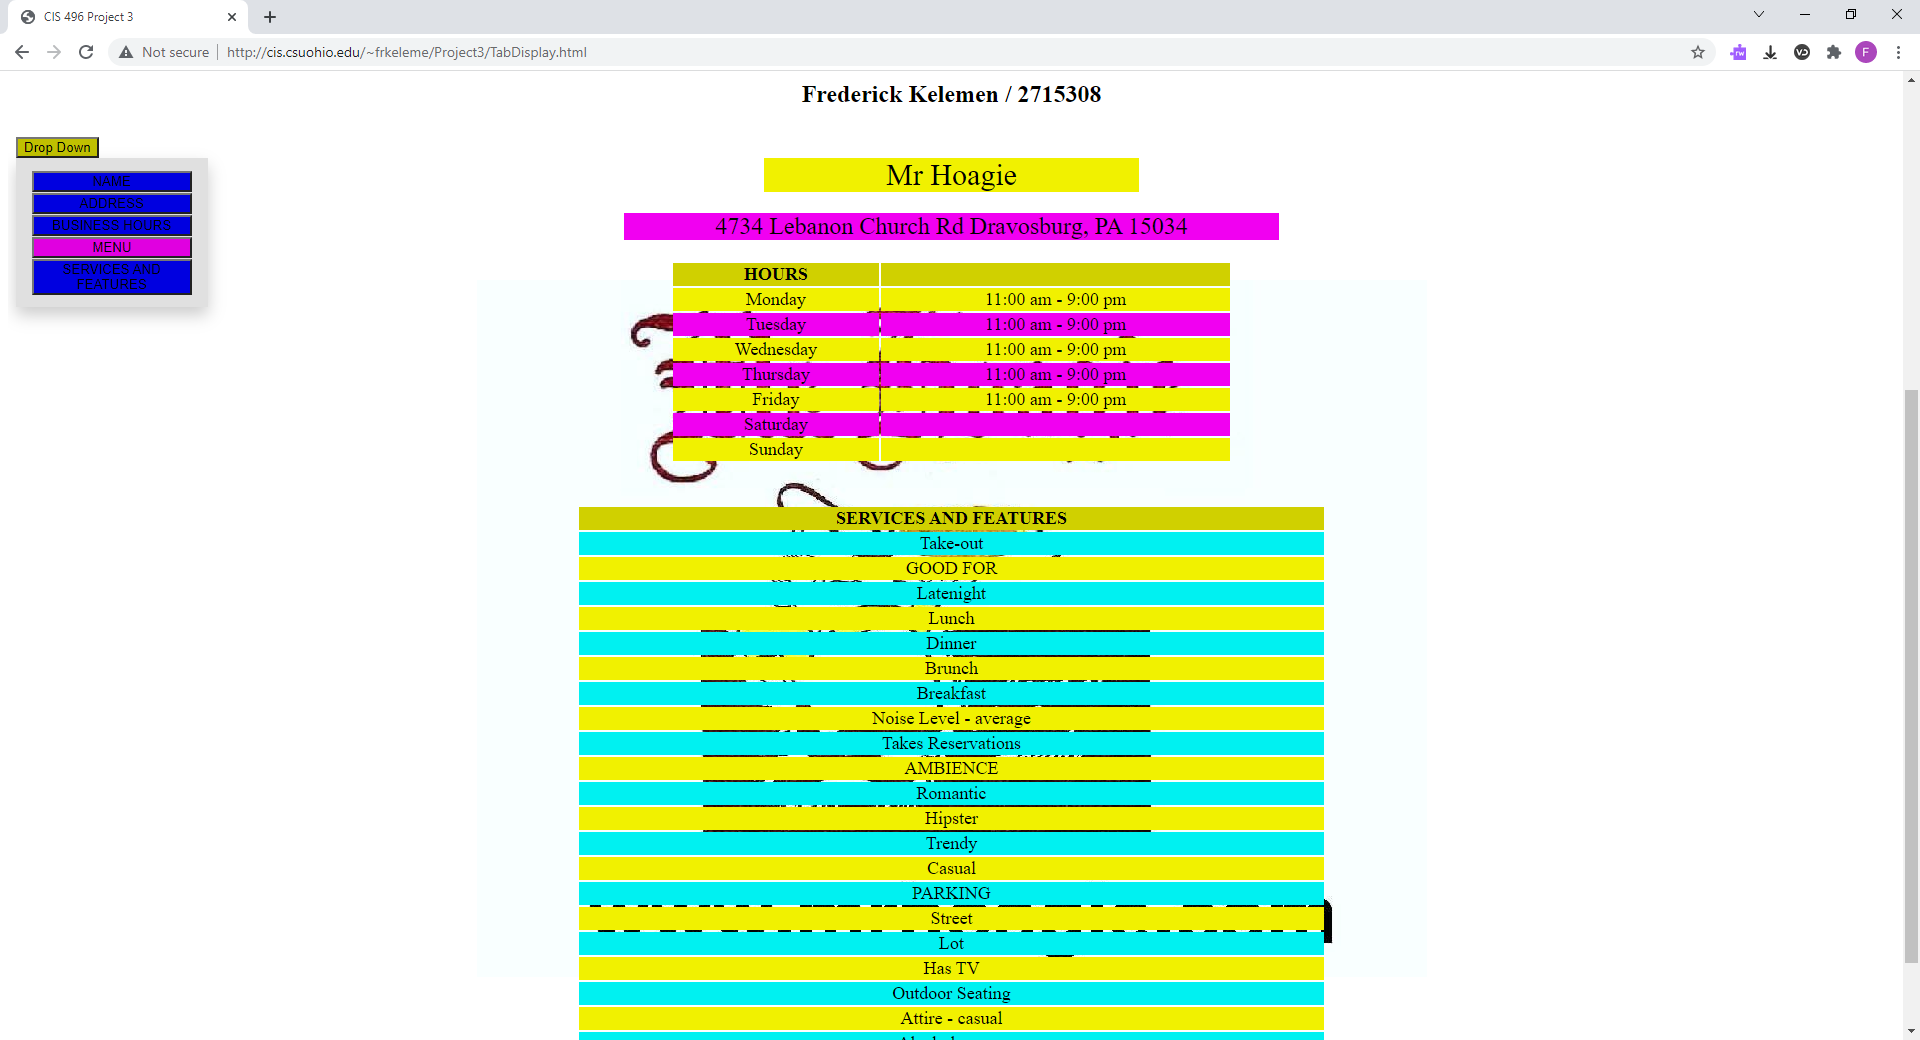 CIS 496 Project 3
Not secure
http://cis.csuohio.edu/~frkeleme/Project3/TabDisplay.html
rw
VD
F
Frederick Kelemen / 2715308
Drop Down
NAME
ADDRESS
BUSINESS HOURS
MENU
SERVICES AND
FEATURES
Mr Hoagie
4734 Lebanon Church Rd Dravosburg, PA 15034
HOURS
Monday 11:00 am - 9:00 pm
Tuesday 11:00 am - 9:00 pm
Wednesday 11:00 am - 9:00 pm
Thursday 11:00 am - 9:00 pm
Friday 11:00 am - 9:00 pm
Saturday
Sunday
SERVICES AND FEATURES
Take-out
GOOD FOR
Latenight
Lunch
Dinner
Brunch
Breakfast
Noise Level - average
Takes Reservations
AMBIENCE
Romantic
Hipster
Trendy
Casual
PARKING
Street
Lot
Has TV
Outdoor Seating
Attire - casual